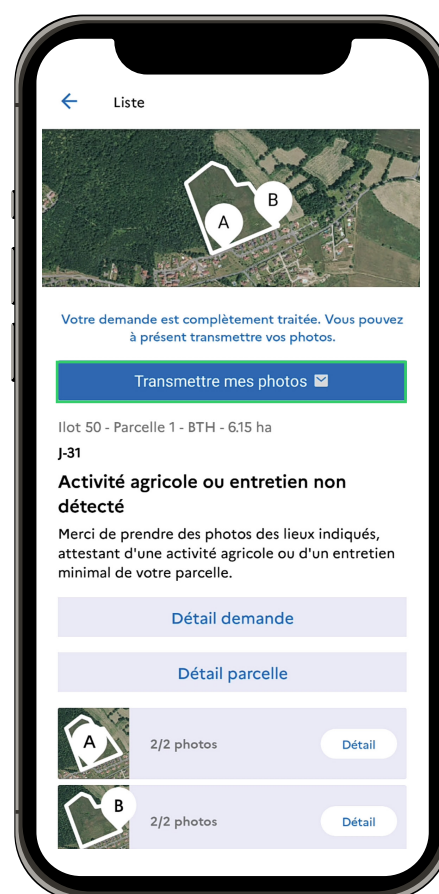 Liste
A
B
Votre demande est complètement traitée. Vous pouvez
à présent transmettre vos photos.
Transmettre mes photos
Ilot 50 - Parcelle 1 - BTH - 6.15 ha
J-31
Activité agricole ou entretien non
détecté
Merci de prendre des photos des lieux indiqués,
attestant d'une activité agricole ou d'un entretien
minimal de votre parcelle.
Détail demande
Détail parcelle
A
2/2 photos
Détail
B
2/2 photos
Détail